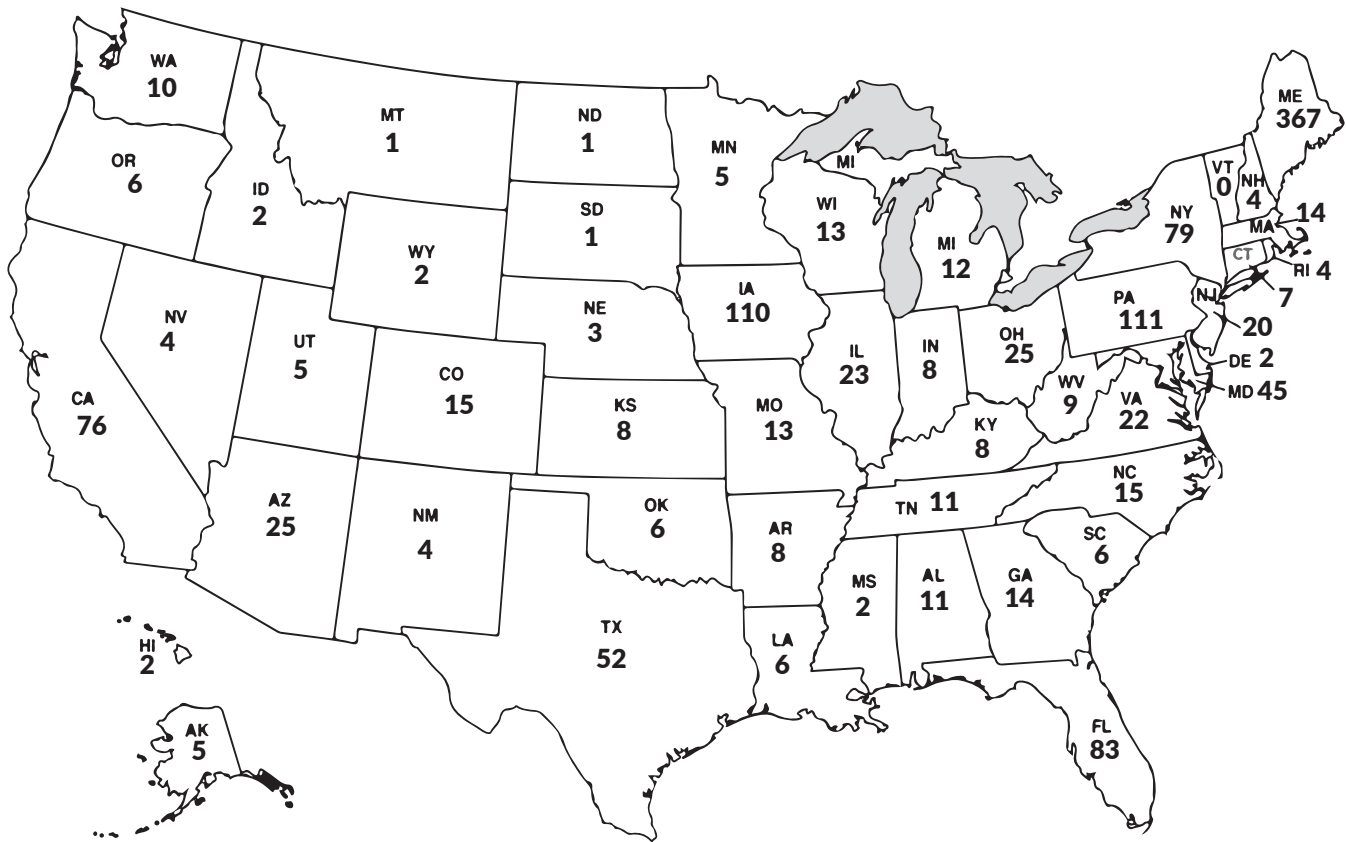 WA
10
OR
6
ID
2
MT
1
ND
1
SD
1
WY
2
NE
3
MN
5
WI
13
MI
MI
12
IA
110
NV
4
UT
5
CO
15
CA
76
KS
8
MO
13
IL
23
IN
8
OH
25
PA
111
NY
79
VT
0
NH
4
ME
367
MA
14
CT
7
RI 4
NJ
20
DE 2
MD 45
WV
9
VA
22
KY
8
NC
15
TN 11
SC
6
AZ
25
NM
4
OK
6
AR
8
MS
2
AL
11
GA
14
TX
52
LA
6
FL
83
HI
2
AK
5